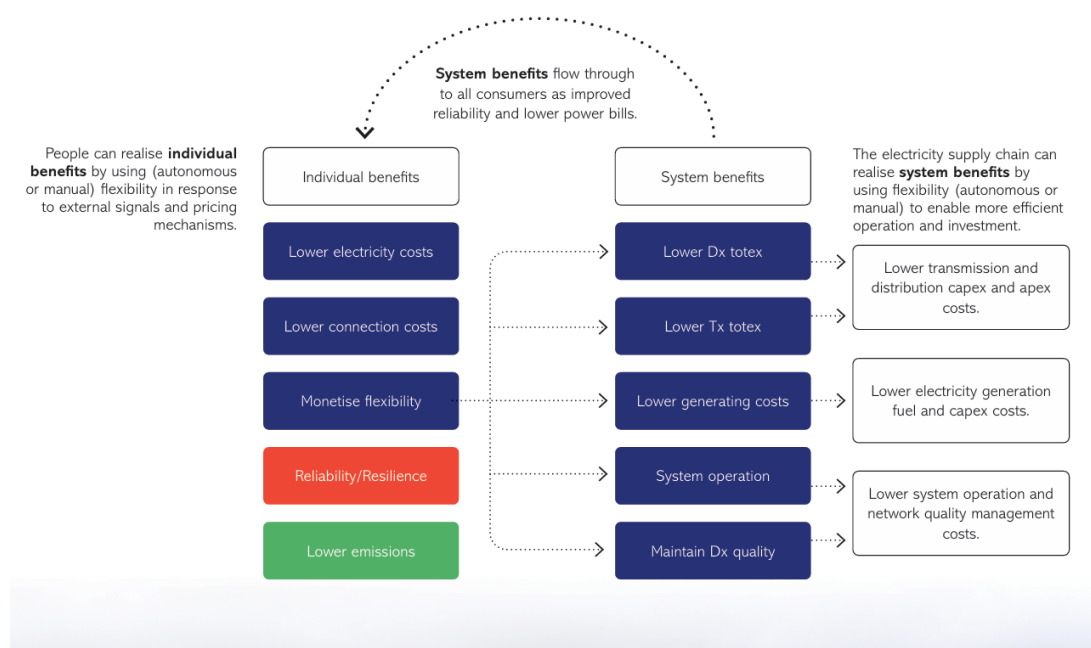 System benefits flow through
to all consumers as improved
reliability and lower power bills.
People can realise individual
benefits by using (autonomous
or manual) flexibility in response
to external signals and pricing
mechanisms.
Individual benefits
Lower electricity costs
Lower connection costs
Monetise flexibility
Reliability/Resilience
Lower emissions
System benefits
Lower Dx totex
Lower Tx totex
Lower generating costs
System operation
Maintain Dx quality
The electricity supply chain can
realise system benefits by
using flexibility (autonomous or
manual) to enable more efficient
operation and investment.
Lower transmission and
distribution capex and apex
costs.
Lower electricity generation
fuel and capex costs.
Lower system operation and
network quality management
costs.